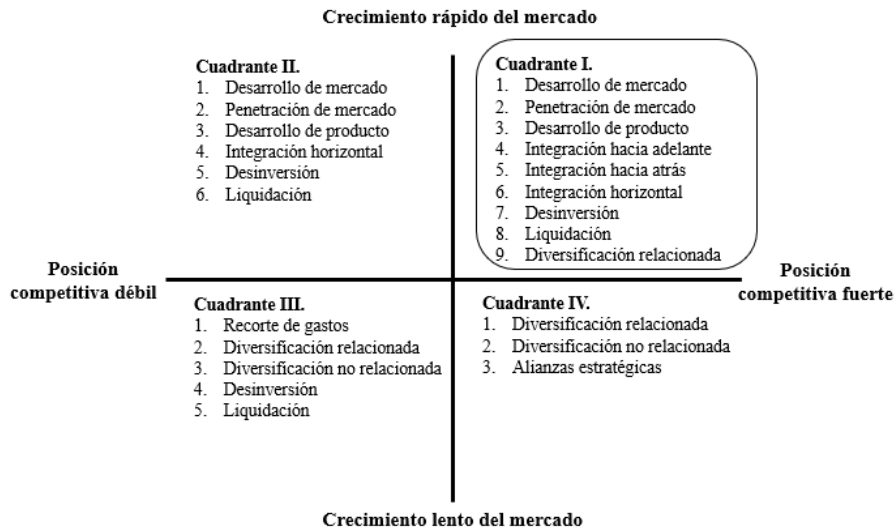 Crecimiento rápido del mercado
Cuadrante II.
1. Desarrollo de mercado
2. Penetración de mercado
3. Desarrollo de producto
4. Integración horizontal
5. Desinversión
6. Liquidación
Cuadrante I.
1. Desarrollo de mercado
2. Penetración de mercado
3. Desarrollo de producto
4. Integración hacia adelante
5. Integración hacia atrás
6. Integración horizontal
7. Desinversión
8. Liquidación
9. Diversificación relacionada
Posición
competitiva débil
Posición
competitiva fuerte
Cuadrante III.
1. Recorte de gastos
2. Diversificación relacionada
3. Diversificación no relacionada
4. Desinversión
5. Liquidación
Cuadrante IV.
1. Diversificación relacionada
2. Diversificación no relacionada
3. Alianzas estratégicas
Crecimiento lento del mercado